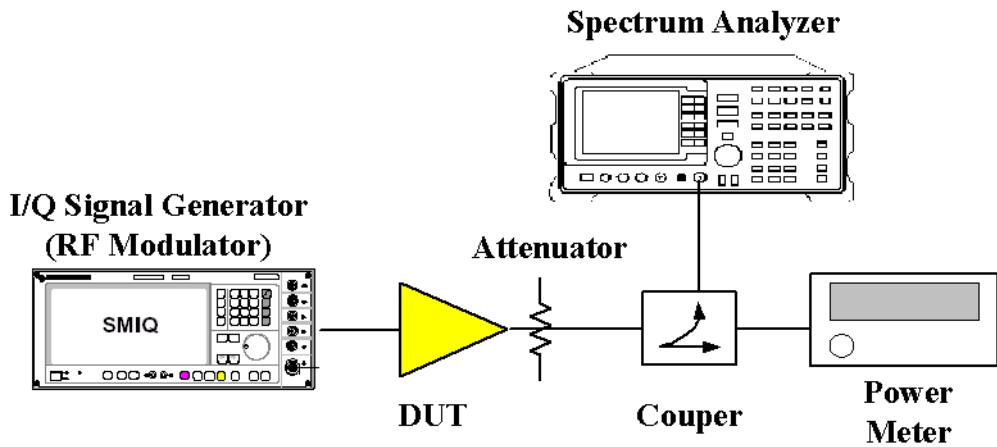 Spectrum Analyzer
I/Q Signal Generator
(RF Modulator)
Attenuator
SMIQ
DUT
Couper
Power
Meter